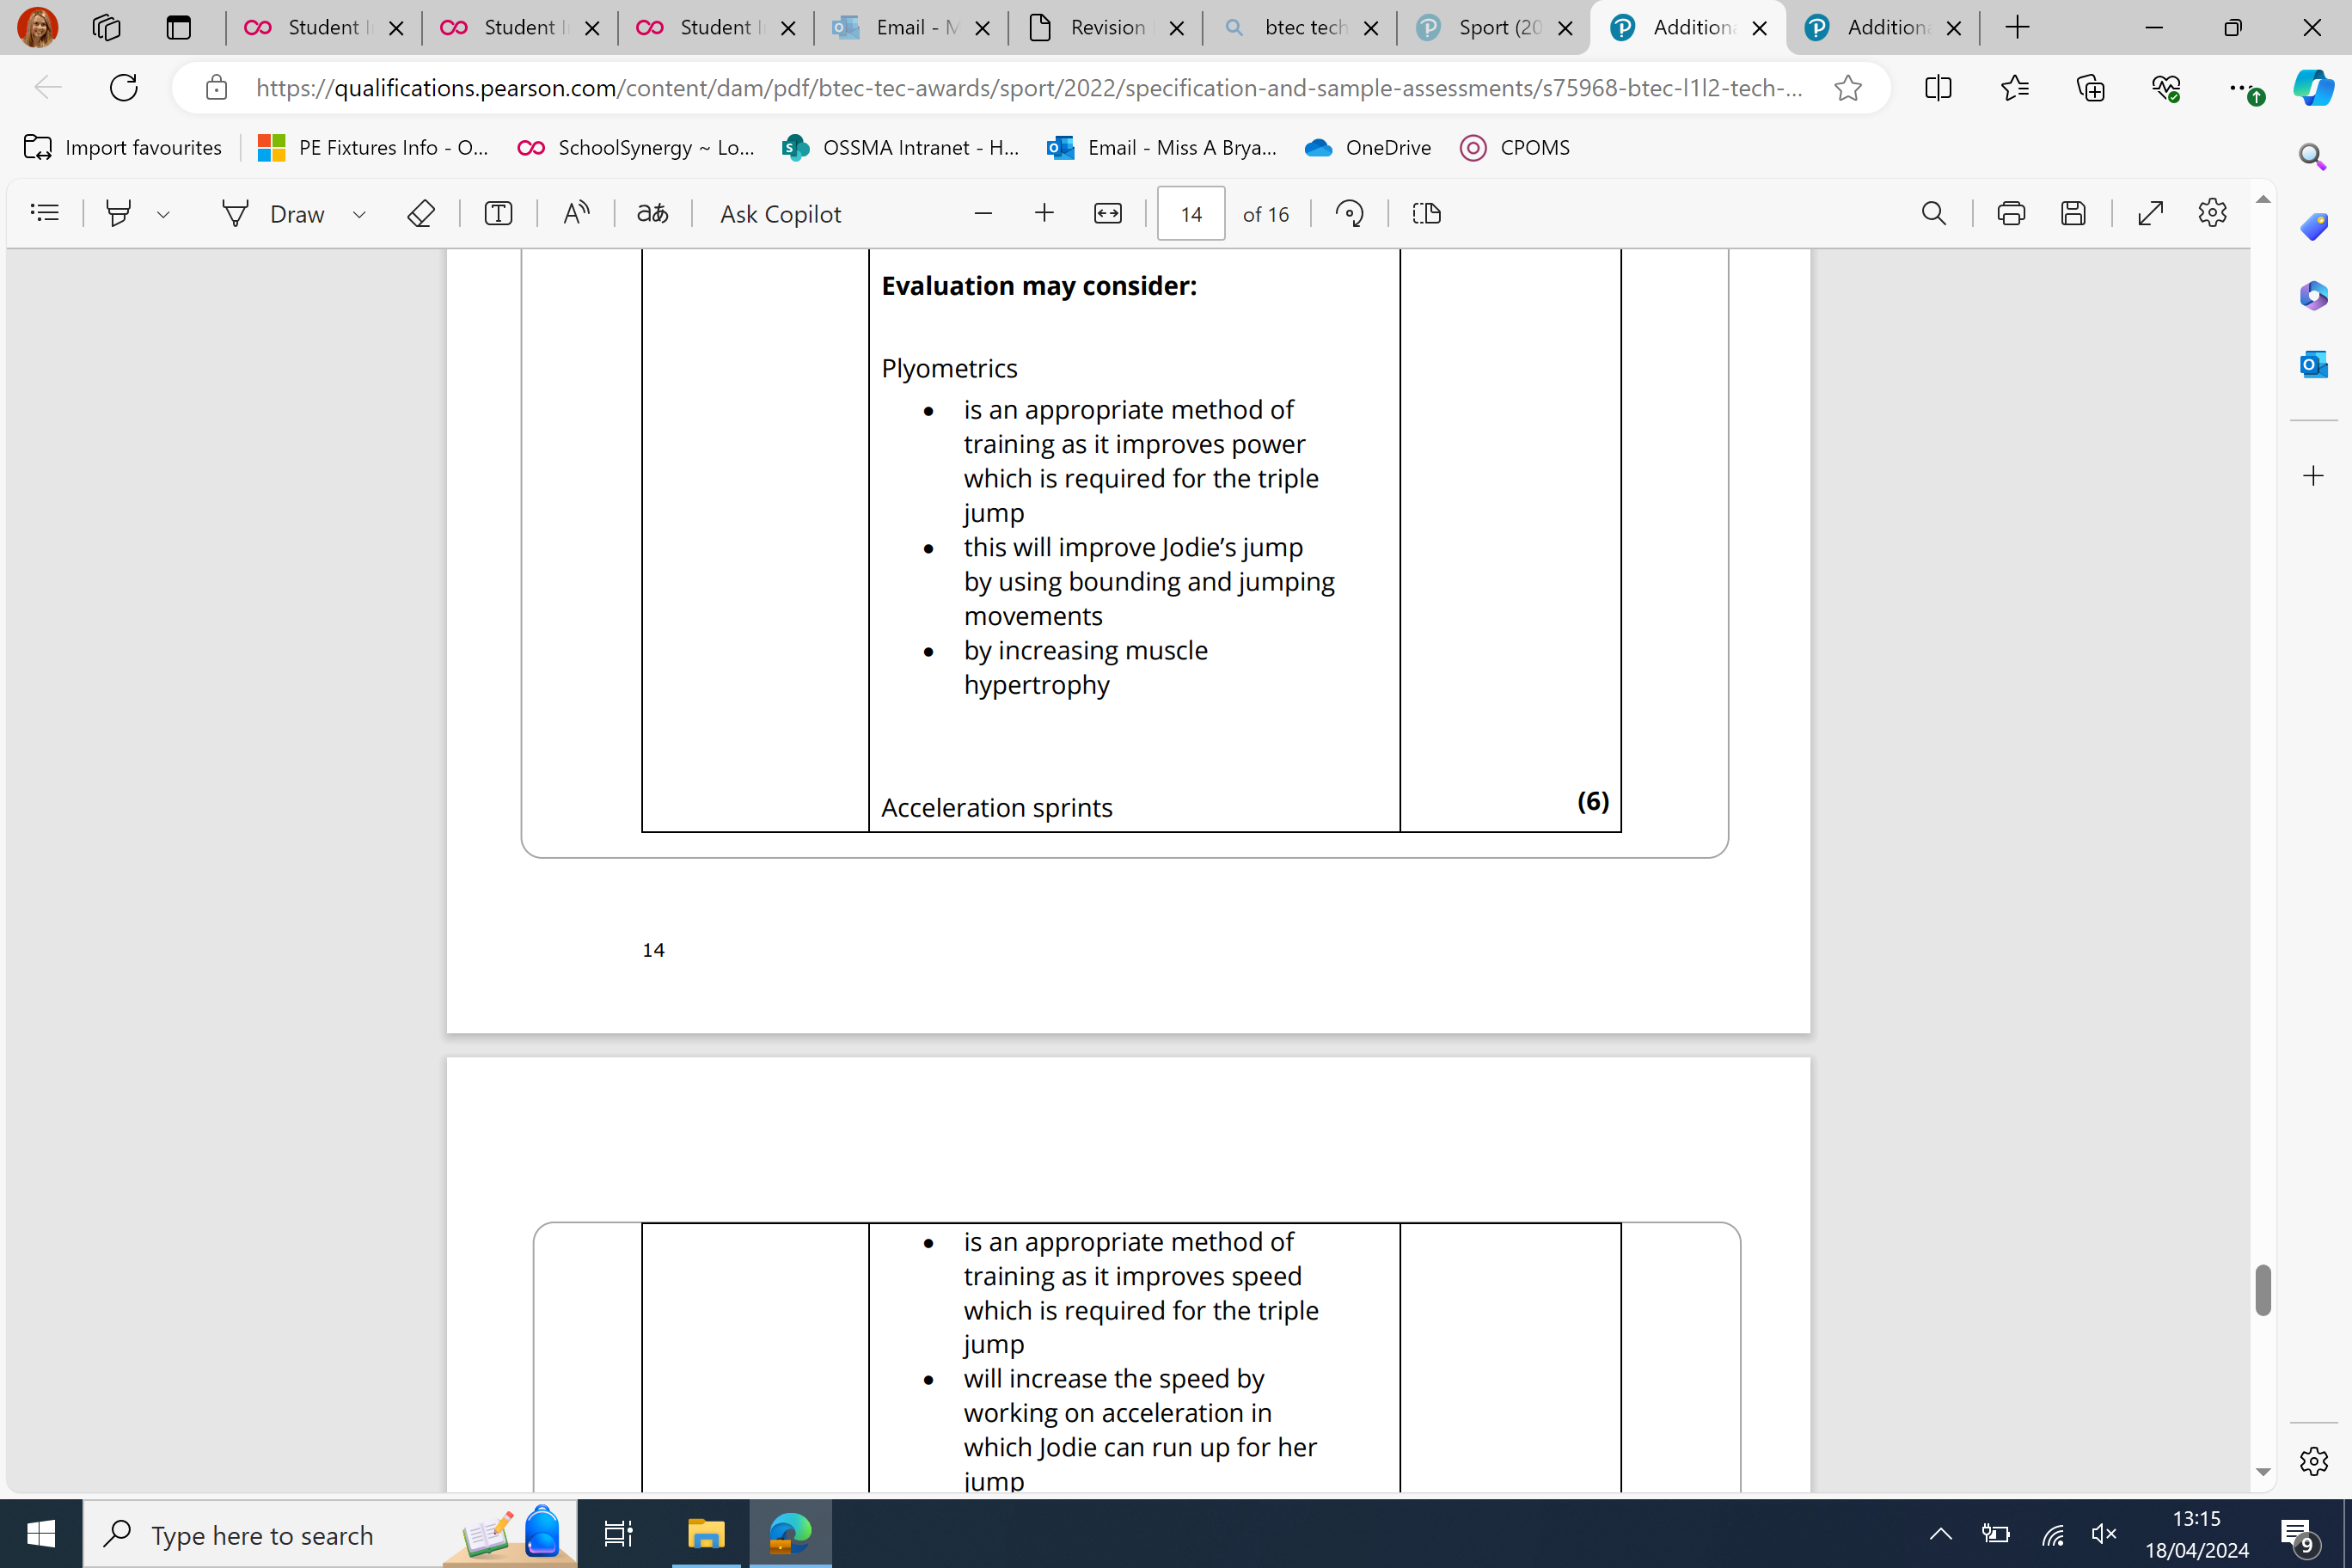 Student I
Student I
Student I
Email - M
Revision
btec tech
Sport (20
Addition
Addition
https://qualifications.pearson.com/content/dam/pdf/btec-tec-awards/sport/2022/specification-and-sample-assessments/s75968-btec-l1l2-tech-...
Import favourites
PE Fixtures Info - O...
SchoolSynergy ~ Lo...
OSSMA Intranet - H...
Email - Miss A Brya...
OneDrive
CPOMS
Draw
Ask Copilot
14
of 16
Evaluation may consider:
Plyometrics
• is an appropriate method of
training as it improves power
which is required for the triple
jump
• this will improve Jodie’s jump
by using bounding and jumping
movements
• by increasing muscle
hypertrophy
Acceleration sprints
(6)
14
• is an appropriate method of
training as it improves speed
which is required for the triple
jump
• will increase the speed by
working on acceleration in
which Jodie can run up for her
jump
Type here to search
13:15
18/04/2024
9